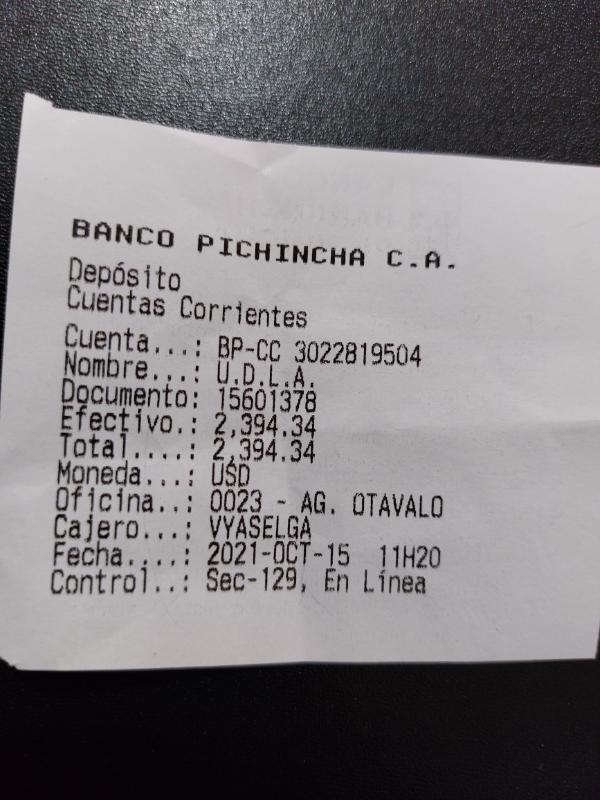 BANCO PICHINCHA C.A.
Depósito
Cuentas Corrientes
Cuenta...: BP-CC 3022819504
Nombre...: U.D.L.A.
Documento: 15601378
Efectivo.: 2,394.34
Total....: 2,394.34
Moneda...: USD
Oficina..: 0023 - AG. OTAVALO
Cajero...: VYASELGA
Fecha....: 2021-OCT-15 11H20
Control..: Sec-129, En Línea